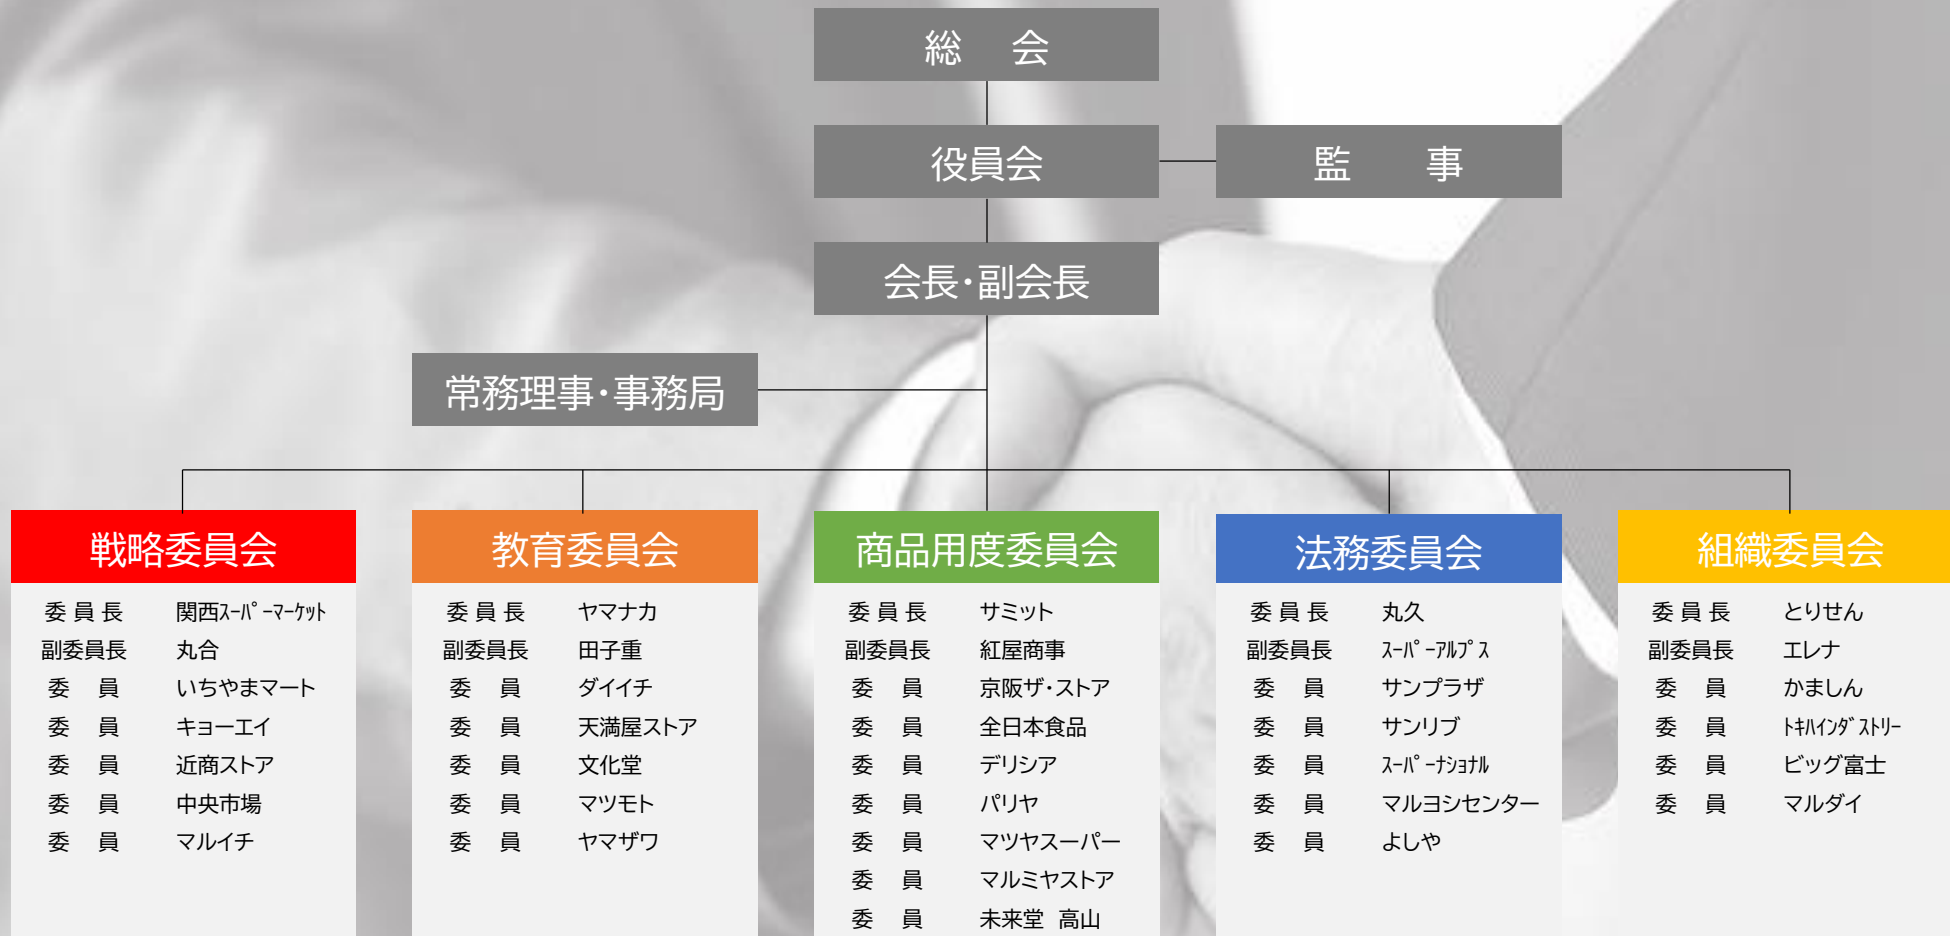 総 会
役員会
監 事
会長・副会長
常務理事・事務局
戦略委員会
委 員 長 関西ｽｰﾊﾟｰﾏｰｹｯﾄ
副委員長 丸合
委 員 いちやまマート
委 員 キョーエイ
委 員 近商ストア
委 員 中央市場
委 員 マルイチ
教育委員会
委 員 長 ヤマナカ
副委員長 田子重
委 員 ダイイチ
委 員 天満屋ストア
委 員 文化堂
委 員 マツモト
委 員 ヤマザワ
商品用度委員会
委 員 長 サミット
副委員長 紅屋商事
委 員 京阪ザ・ストア
委 員 全日本食品
委 員 デリシア
委 員 パリヤ
委 員 マツヤスーパー
委 員 マルミヤストア
委 員 未来堂 高山
法務委員会
委 員 長 丸久
副委員長 ｽｰﾊﾟｰｱﾙﾌﾟｽ
委 員 サンプラザ
委 員 サンリブ
委 員 ｽｰﾊﾟｰﾅｼｮﾅﾙ
委 員 マルヨシセンター
委 員 よしや
組織委員会
委 員 長 とりせん
副委員長 エレナ
委 員 かましん
委 員 ﾄｷﾊｲﾝﾀﾞｽﾄﾘｰ
委 員 ビッグ富士
委 員 マルダイ